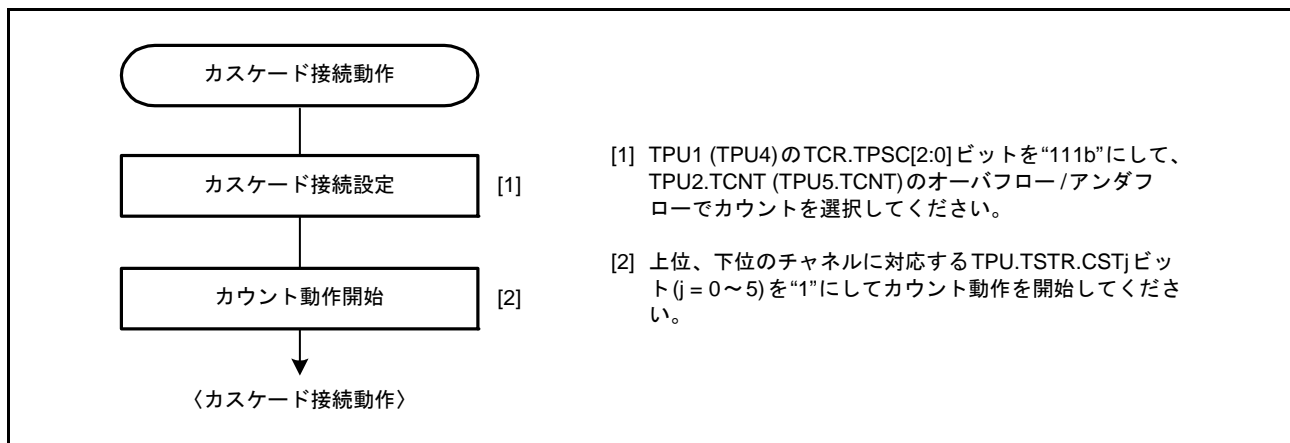 カスケード接続動作
カスケード接続設定
[1]
カウント動作開始
[2]
〈カスケード接続動作〉
[1] TPU1 (TPU4)のTCR.TPSC[2:0]ビットを“111b”にして、
TPU2.TCNT (TPU5.TCNT)のオーバフロー/アンダフ
ローでカウントを選択してください。
[2] 上位、下位のチャネルに対応するTPU.TSTR.CSTjビッ
ト(j = 0～5)を“1”にしてカウント動作を開始してくださ
い。